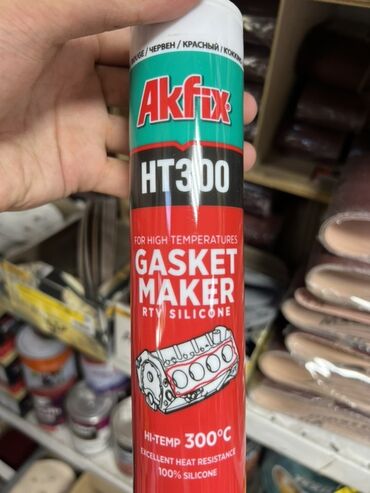 ROUGE / ЧЕРВЕН / КРАСНЫЙ /
Akfix
HT300
FOR HIGH TEMPERATURES
GASKET
MAKER
RTV SILICONE
HI-TEMP 300°C
EXCELLENT HEAT RESISTANCE
100% SILICONE